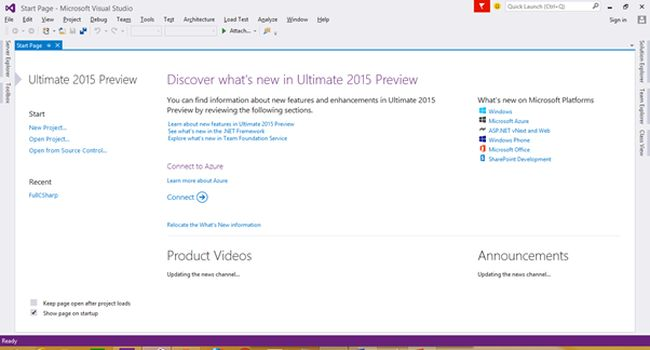 Start Page - Microsoft Visual Studio
Quick Launch (Ctrl+Q)
File Edit View Debug Team Tools Test Architecture Load Test Analyze Window Help
Sign in
Attach...
Start Page
Server Explorer
Toolbox
Solution Explorer
Team Explorer
Class View
Ultimate 2015 Preview
Start
New Project...
Open Project...
Open from Source Control...
Recent
FullCSharp
Keep page open after project loads
Show page on startup
Discover what's new in Ultimate 2015 Preview
You can find information about new features and enhancements in Ultimate 2015
Preview by reviewing the following sections.
Learn about new features in Ultimate 2015 Preview
See what's new in the .NET Framework
Explore what's new in Team Foundation Service
Connect to Azure
Learn more about Azure
Connect
Relocate the What's New information
What's new on Microsoft Platforms
Windows
Microsoft Azure
ASP.NET vNext and Web
Windows Phone
Microsoft Office
SharePoint Development
Product Videos
Updating the news channel...
Announcements
Updating the news channel...
Ready